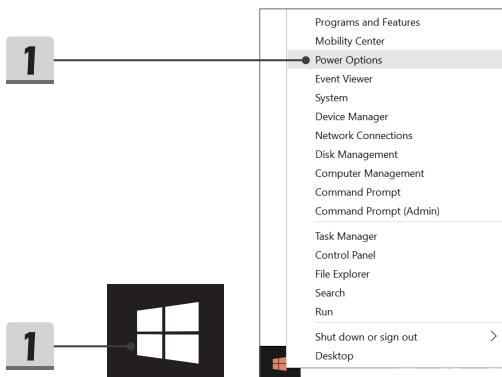 Programs and Features
Mobility Center
1
Power Options
Event Viewer
System
Device Manager
Network Connections
Disk Management
Computer Management
Command Prompt
Command Prompt (Admin)
Task Manager
Control Panel
File Explorer
Search
Run
1
Shut down or sign out >
Desktop